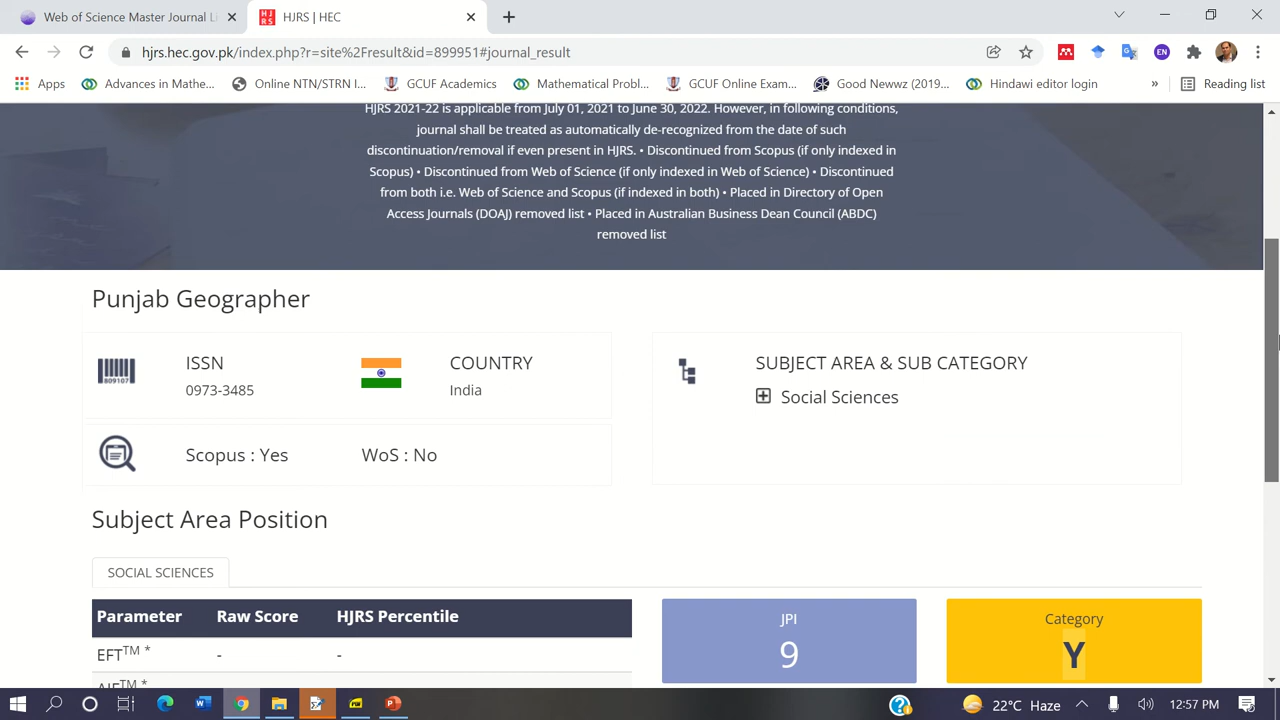 Web of Science Master Journal Li
HJRS | HEC
hjrs.hec.gov.pk/index.php?r=site%2Fresult&id=899951#journal_result
EN
Apps
Advances in Mathe...
Online NTN/STRN I...
GCUF Academics
Mathematical Probl...
GCUF Online Exam...
Good Newwz (2019...
Hindawi editor login
»
Reading list
HJRS 2021-22 is applicable from July 01, 2021 to June 30, 2022. However, in following conditions,
journal shall be treated as automatically de-recognized from the date of such
discontinuation/removal if even present in HJRS. • Discontinued from Scopus (if only indexed in
Scopus) • Discontinued from Web of Science (if only indexed in Web of Science) • Discontinued
from both i.e. Web of Science and Scopus (if indexed in both) • Placed in Directory of Open
Access Journals (DOAJ) removed list • Placed in Australian Business Dean Council (ABDC)
removed list
Punjab Geographer
809107
ISSN
0973-3485
COUNTRY
India
SUBJECT AREA & SUB CATEGORY
Social Sciences
Scopus : Yes
WoS : No
Subject Area Position
SOCIAL SCIENCES
Parameter Raw Score HJRS Percentile
EFT™ * - -
JPI
9
Category
Y
22°C Haze
12:57 PM